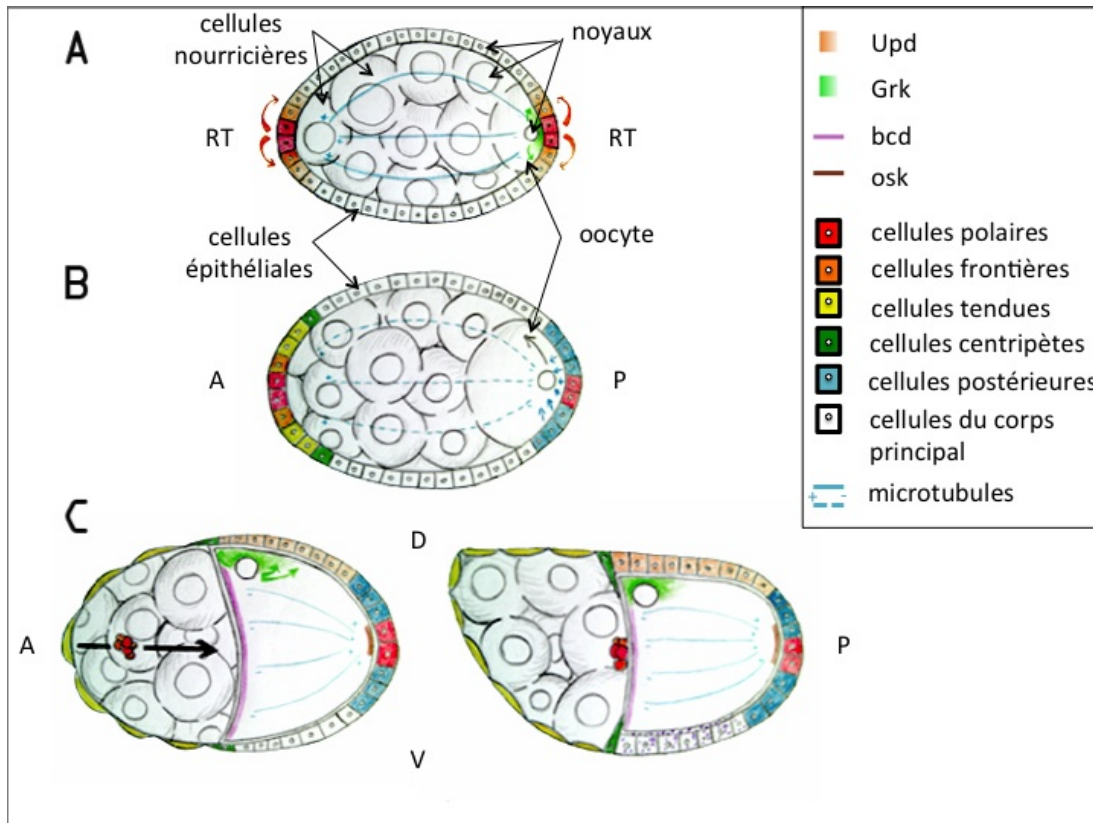 A
cellules
nourricières
noyaux
RT
RT
cellules
épithéliales
oocyte
B
A
P
C
D
A
P
V
Upd
Grk
bcd
osk
cellules polaires
cellules frontières
cellules tendues
cellules centripètes
cellules postérieures
cellules du corps
principal
+ -
microtubules